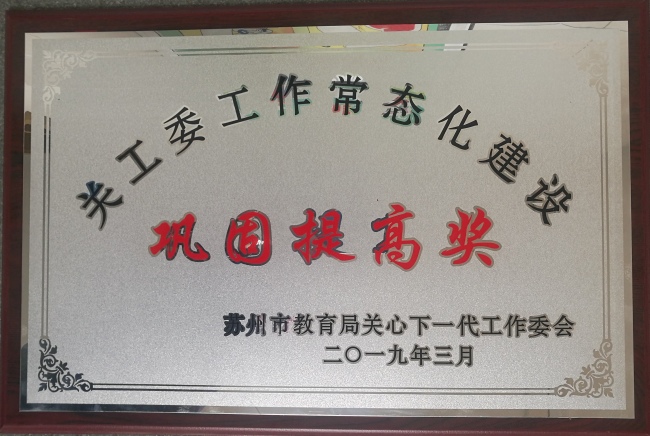 关工委工作常态化建设
巩固提高奖
苏州市教育局关心下一代工作委会
二〇一九年三月